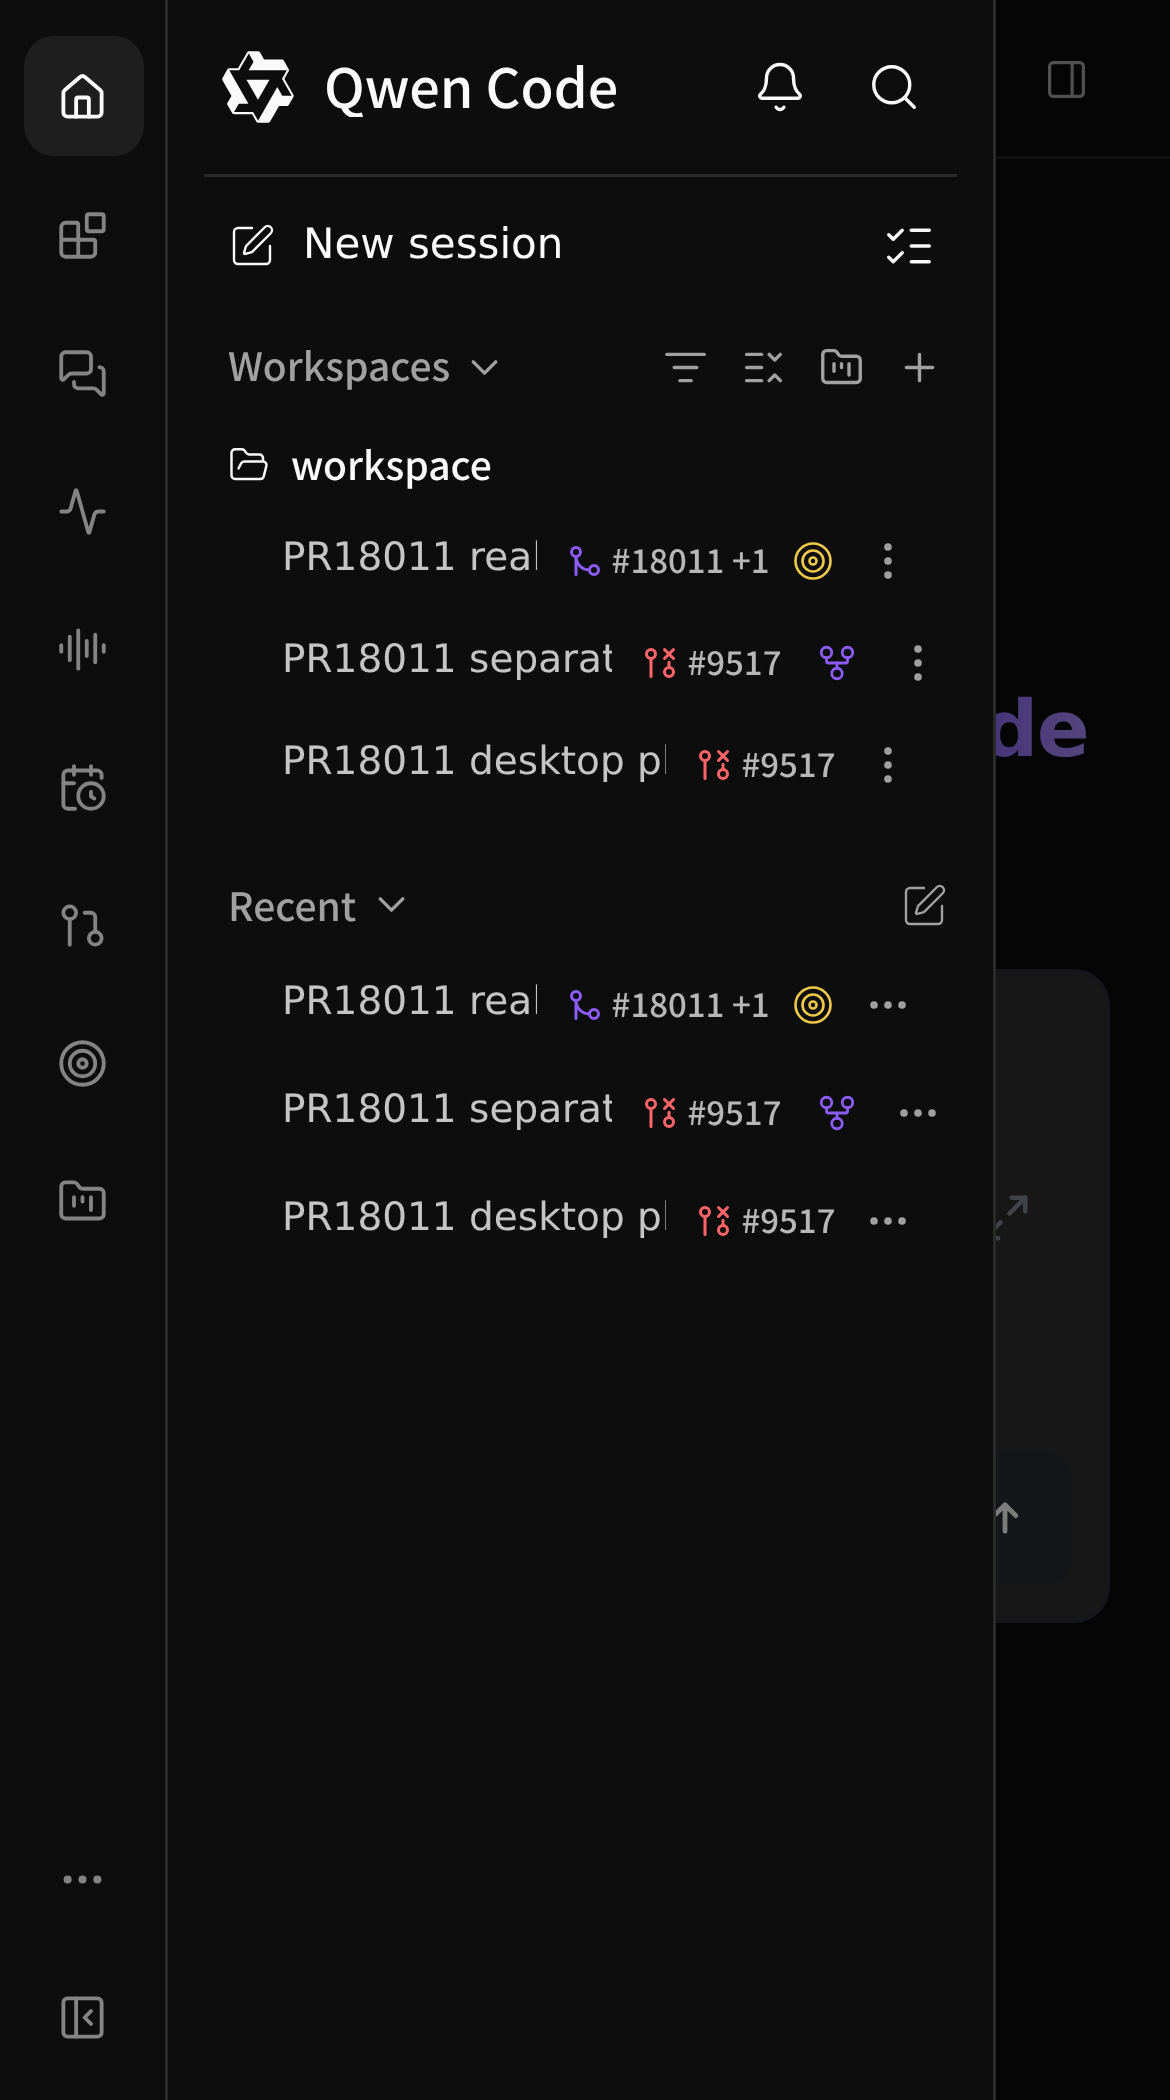 Qwen Code
New session
Workspaces
workspace
PR18011 real #18011 +1
PR18011 separat #9517
PR18011 desktop p #9517
Recent
PR18011 real #18011 +1
PR18011 separat #9517
PR18011 desktop p #9517
de